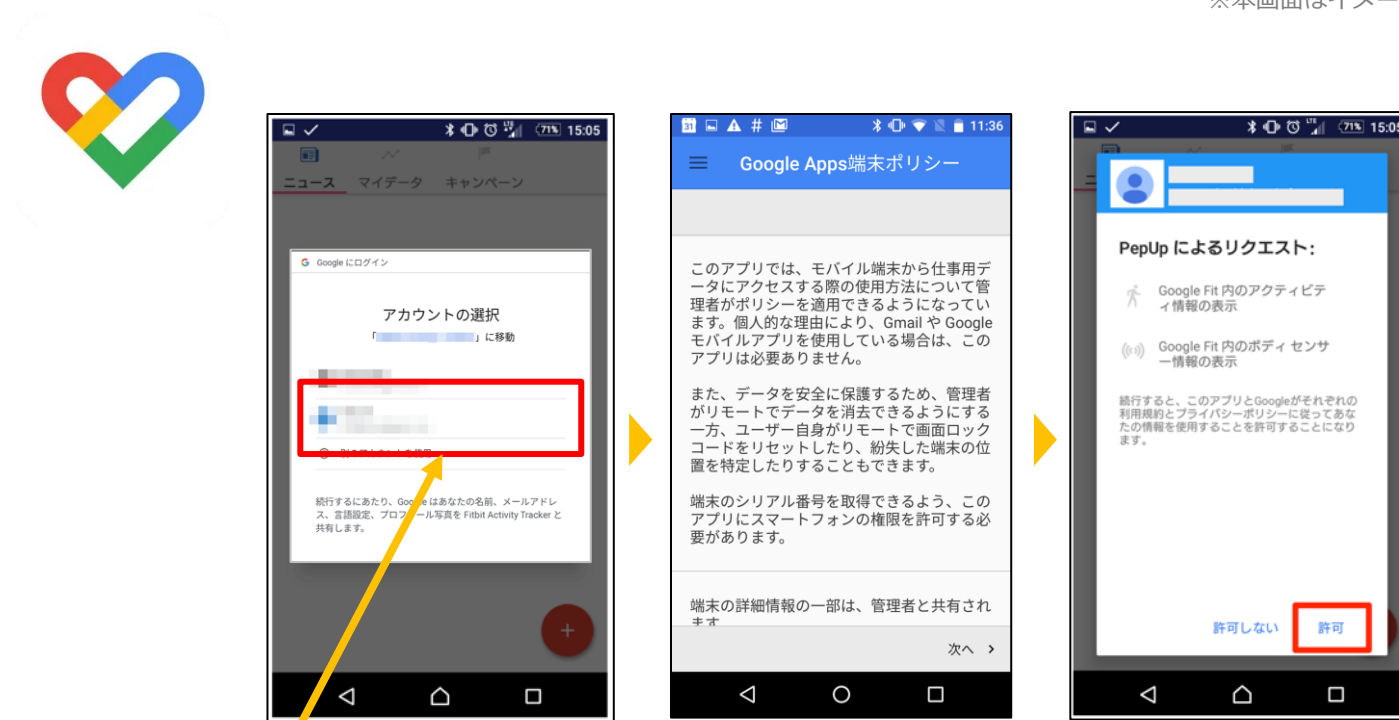 ※本画面はイメー
15:05
71%
LTE
ニュース マイデータ キャンペーン
G Google にログイン
アカウントの選択
「 」に移動
続行するにあたり、Google はあなたの名前、メールアドレ
ス、言語設定、プロフィール写真を Fitbit Activity Tracker と
共有します。
+
31 # 11:36
Google Apps端末ポリシー
このアプリでは、モバイル端末から仕事用デ
ータにアクセスする際の使用方法について管
理者がポリシーを適用できるようになってい
ます。個人的な理由により、Gmail や Google
モバイルアプリを使用している場合は、この
アプリは必要ありません。
また、データを安全に保護するため、管理者
がリモートでデータを消去できるようにする
一方、ユーザー自身がリモートで画面ロック
コードをリセットしたり、紛失した端末の位
置を特定したりすることもできます。
端末のシリアル番号を取得できるよう、この
アプリにスマートフォンの権限を許可する必
要があります。
端末の詳細情報の一部は、管理者と共有され
ます
次へ
LTE 71% 15:05
PepUp によるリクエスト:
Google Fit 内のアクティビテ
ィ情報の表示
Google Fit 内のボディ センサ
ー情報の表示
続行すると、このアプリとGoogleがそれぞれの
利用規約とプライバシーポリシーに従ってあな
たの情報を使用することを許可することになり
ます。
許可しない 許可